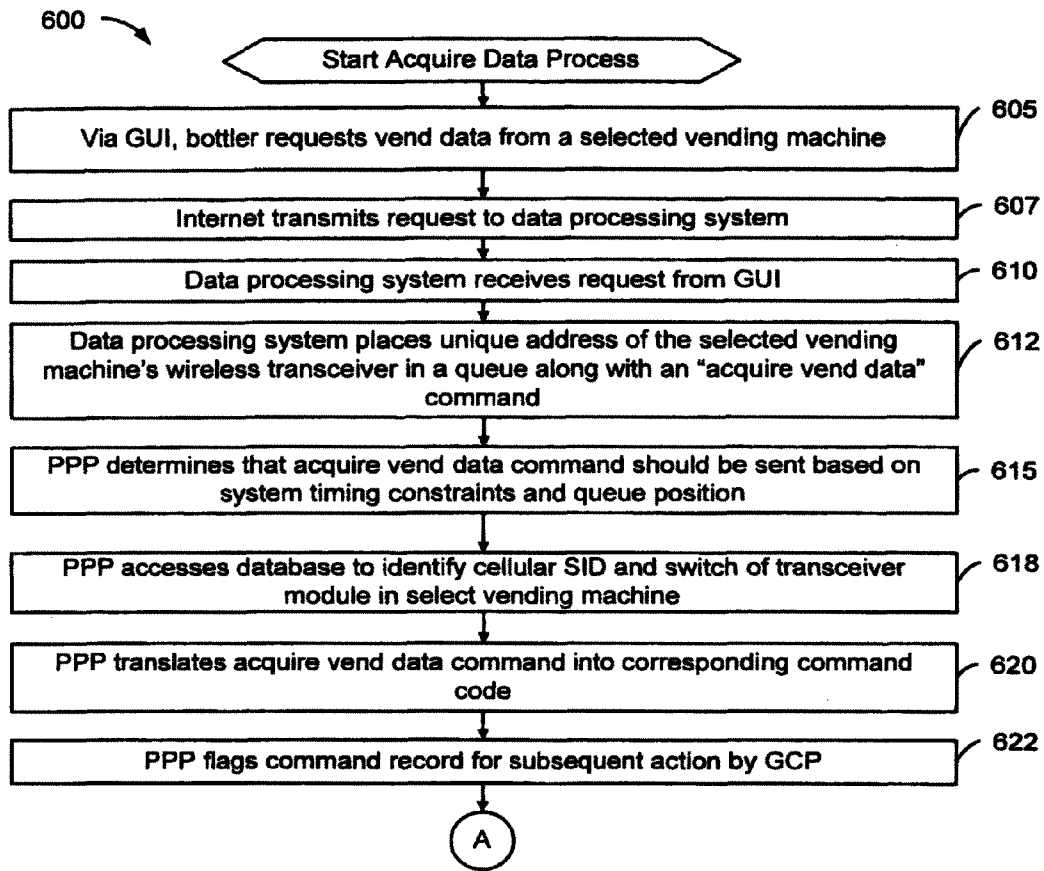 600
Start Acquire Data Process
Via GUI, bottler requests vend data from a selected vending machine
605
Internet transmits request to data processing system
607
Data processing system receives request from GUI
610
Data processing system places unique address of the selected vending
machine's wireless transceiver in a queue along with an "acquire vend data"
command
612
PPP determines that acquire vend data command should be sent based on
system timing constraints and queue position
615
PPP accesses database to identify cellular SID and switch of transceiver
module in select vending machine
618
PPP translates acquire vend data command into corresponding command
code
620
PPP flags command record for subsequent action by GCP
622
A